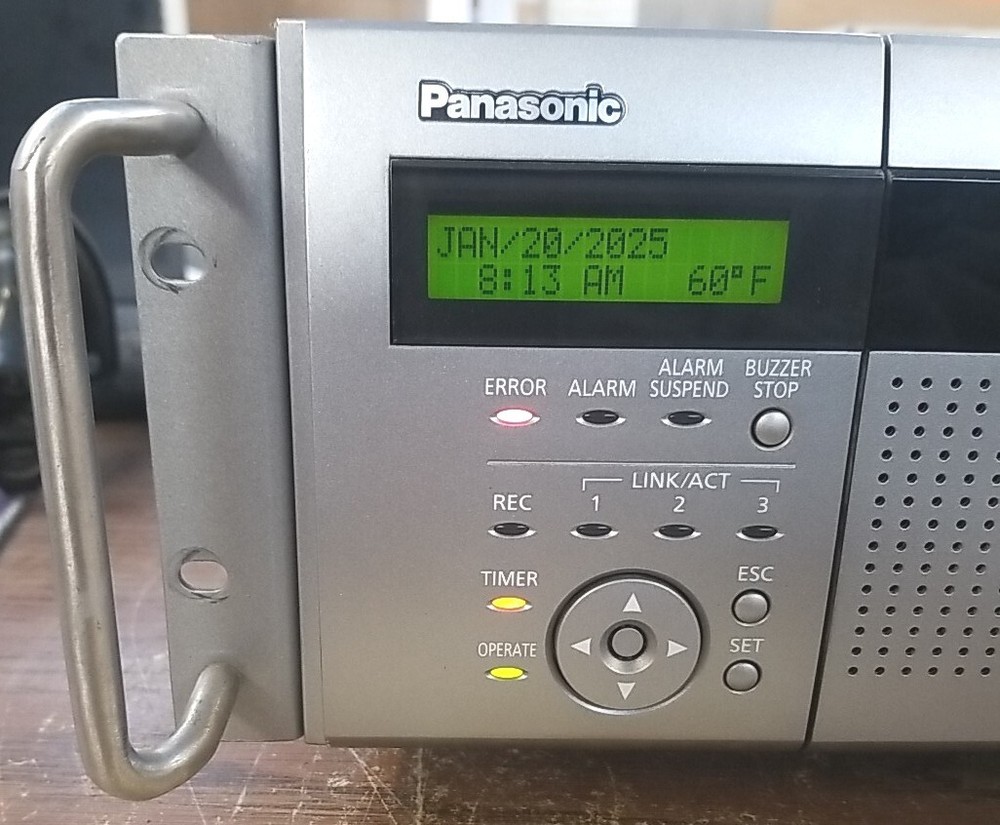 Panasonic
JAN/20/2025
8:13 AM 60°F
ERROR ALARM ALARM SUSPEND BUZZER STOP
REC LINK/ACT
1 2 3
TIMER
ESC
OPERATE
SET